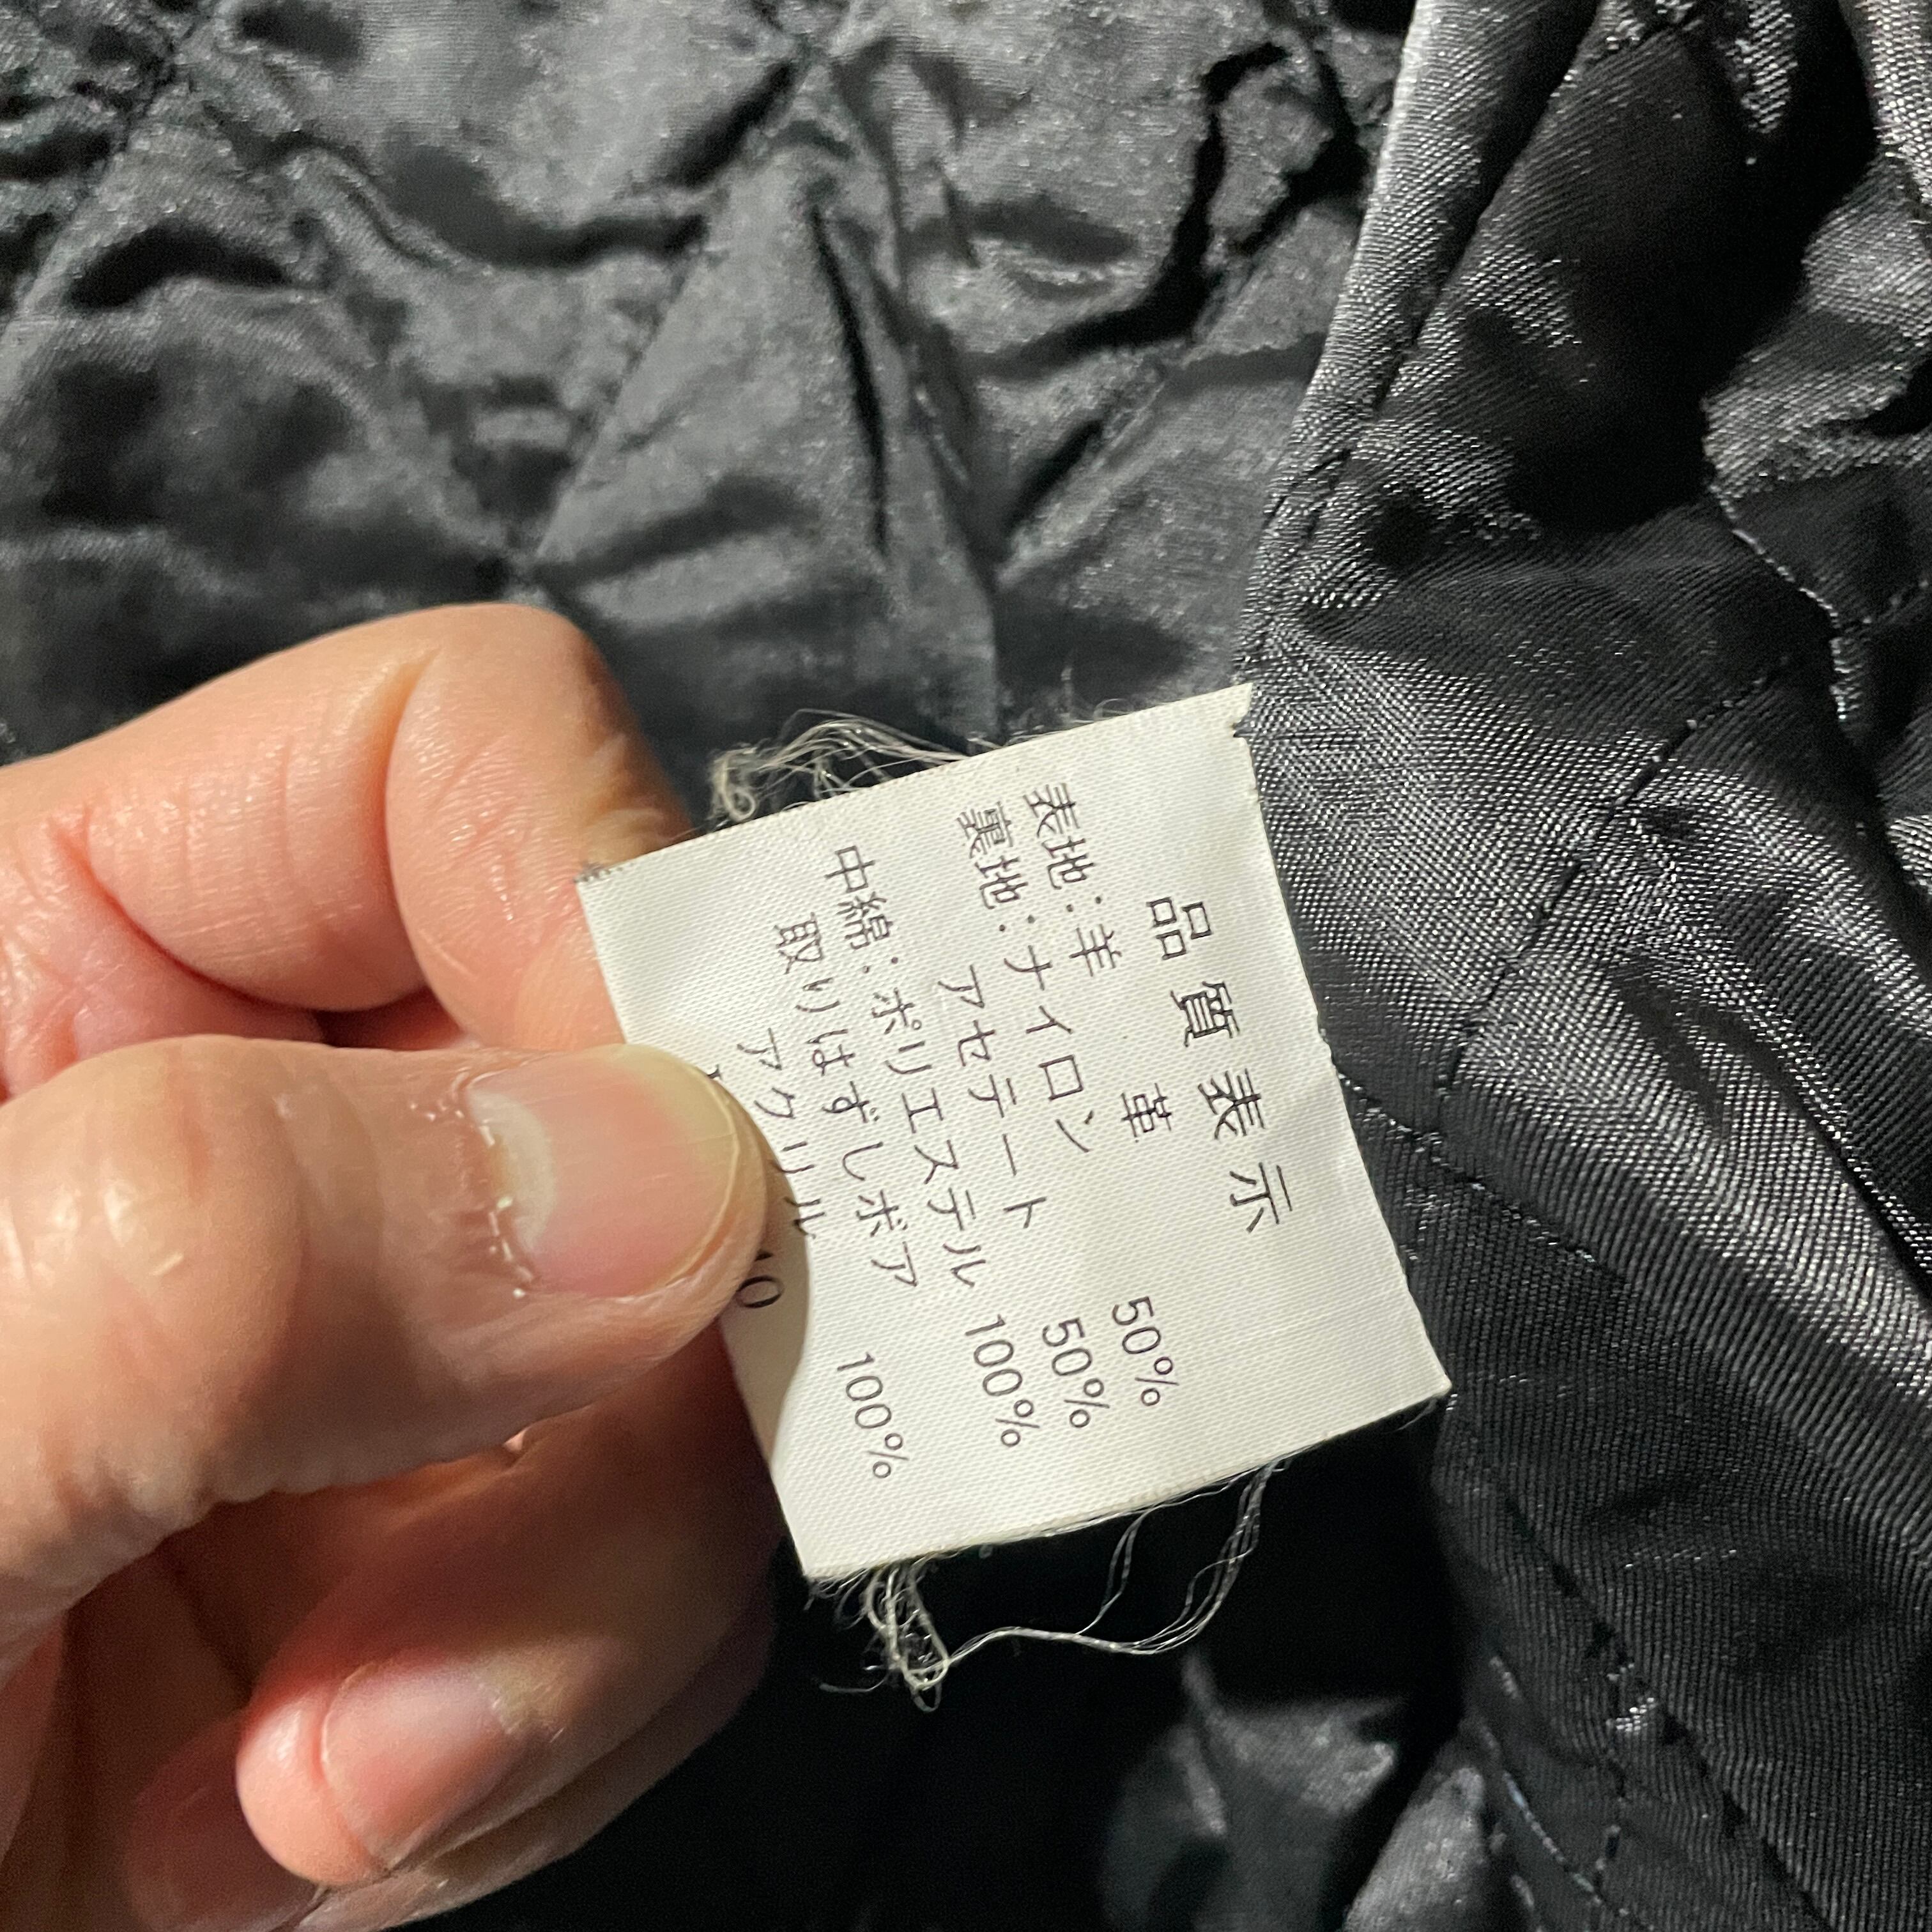 品質表示
表地:羊 革
裏地:ナイロン 50%
アセテート 50%
中綿:ポリエステル 100%
取りはずしボア
アクリル 100%